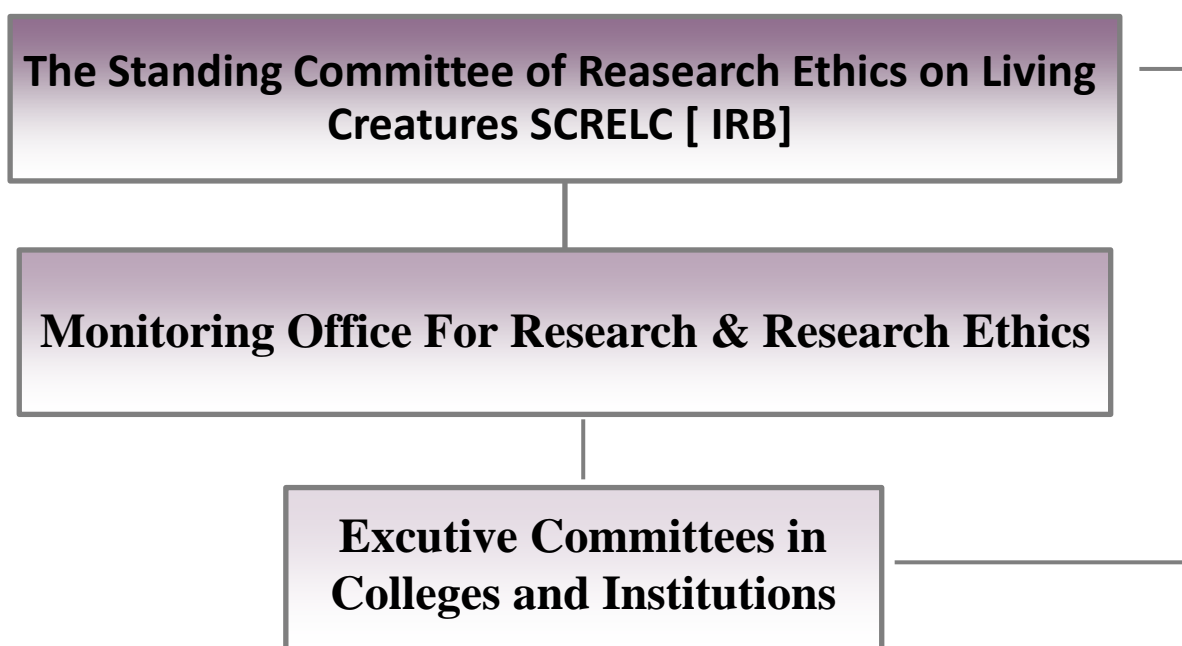 The Standing Committee of Reasearch Ethics on Living
Creatures SCRELC [ IRB]
Monitoring Office For Research & Research Ethics
Excutive Committees in
Colleges and Institutions